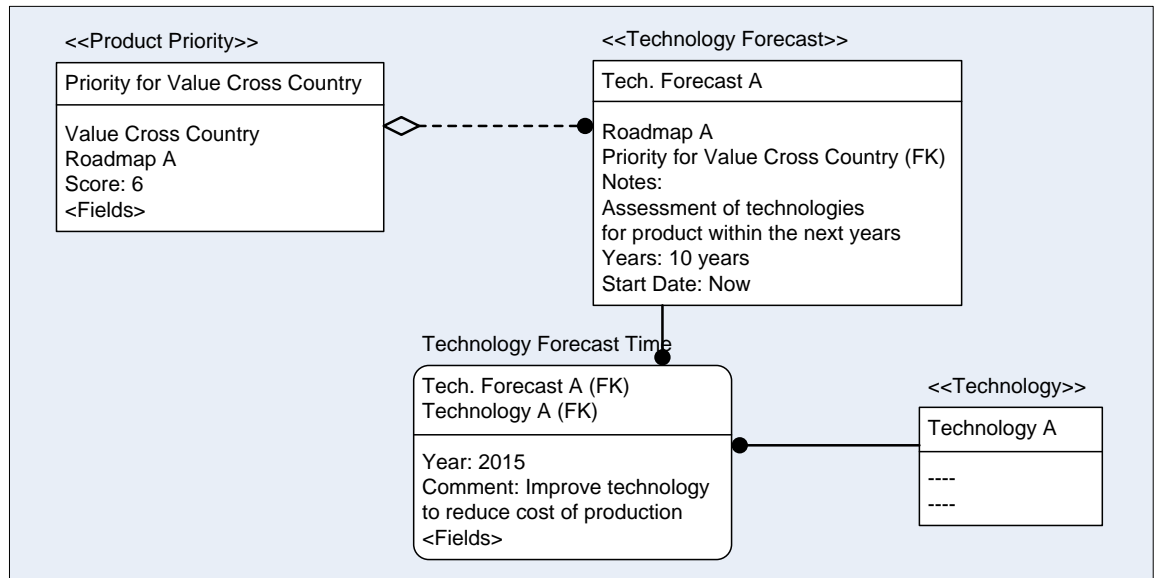 <<Product Priority>>
Priority for Value Cross Country
Value Cross Country
Roadmap A
Score: 6
<Fields>
<<Technology Forecast>>
Tech. Forecast A
Roadmap A
Priority for Value Cross Country (FK)
Notes:
Assessment of technologies
for product within the next years
Years: 10 years
Start Date: Now
Technology Forecast Time
Tech. Forecast A (FK)
Technology A (FK)
Year: 2015
Comment: Improve technology
to reduce cost of production
<Fields>
<<Technology>>
Technology A
----
----